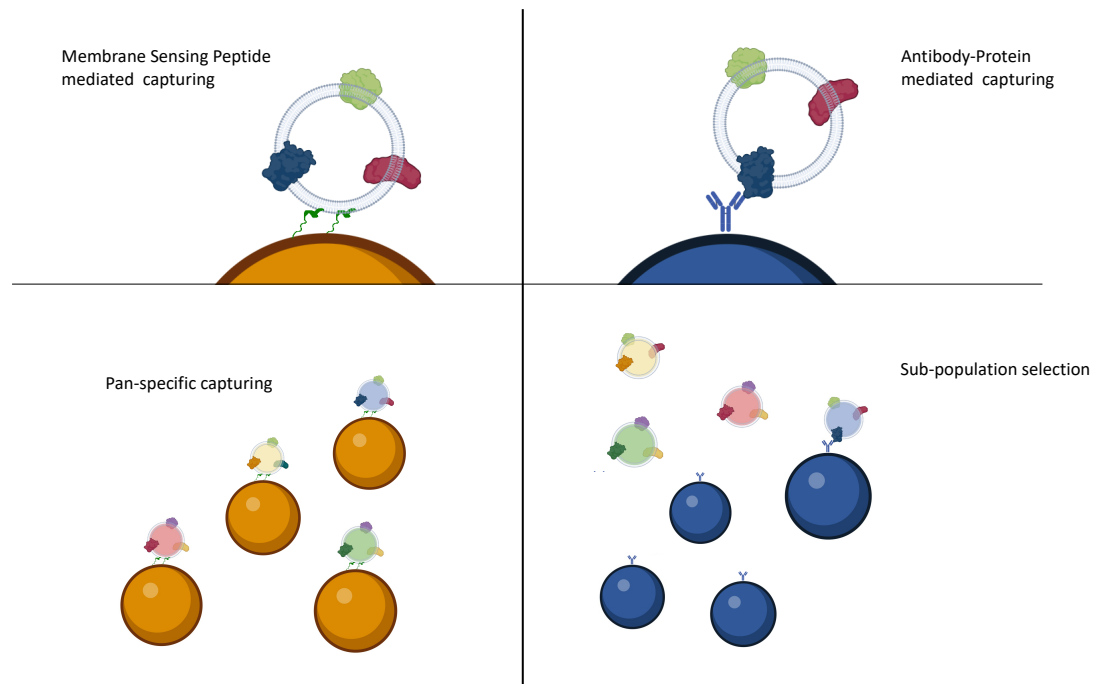 Membrane Sensing Peptide
mediated  capturing
Antibody-Protein
mediated capturing
Pan-specific capturing
Sub-population selection